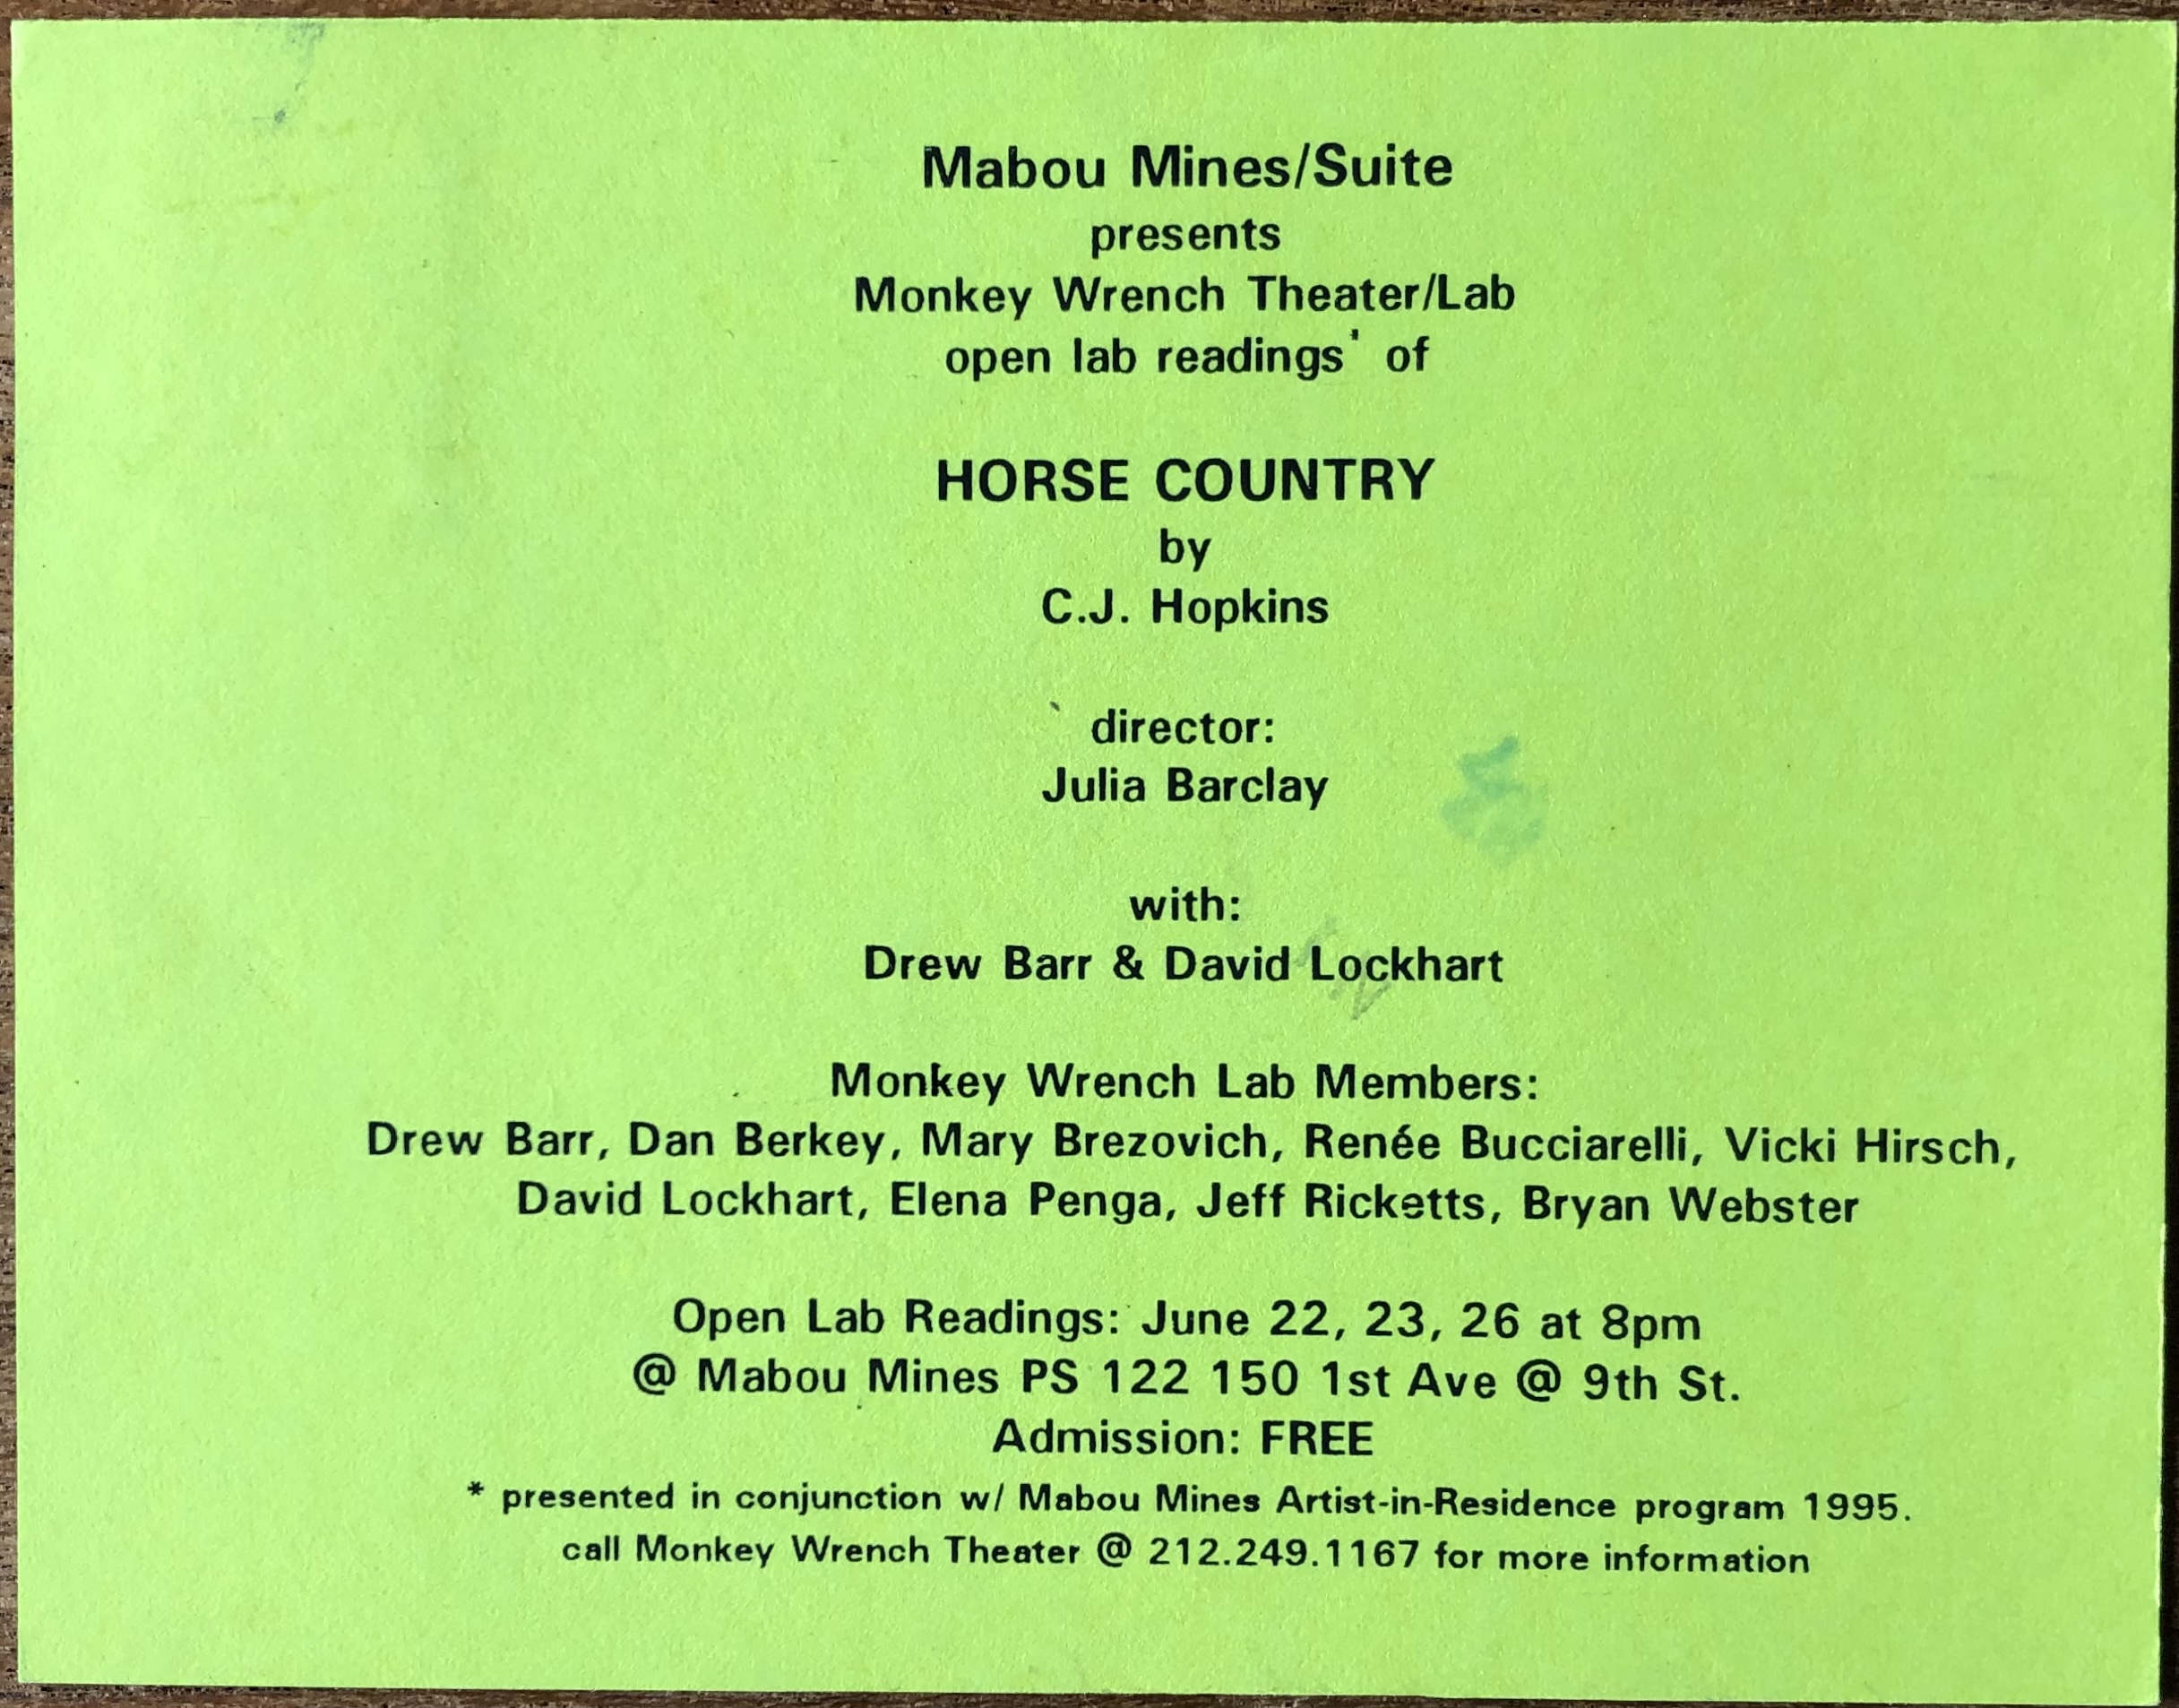 Mabou Mines/Suite
presents
Monkey Wrench Theater/Lab
open lab readings* of
HORSE COUNTRY
by
C.J. Hopkins
director:
Julia Barclay
with:
Drew Barr & David Lockhart
Monkey Wrench Lab Members:
Drew Barr, Dan Berkey, Mary Brezovich, Renée Bucciarelli, Vicki Hirsch,
David Lockhart, Elena Penga, Jeff Ricketts, Bryan Webster
Open Lab Readings: June 22, 23, 26 at 8pm
@ Mabou Mines PS 122 150 1st Ave @ 9th St.
Admission: FREE
* presented in conjunction w/ Mabou Mines Artist-in-Residence program 1995.
call Monkey Wrench Theater @ 212.249.1167 for more information